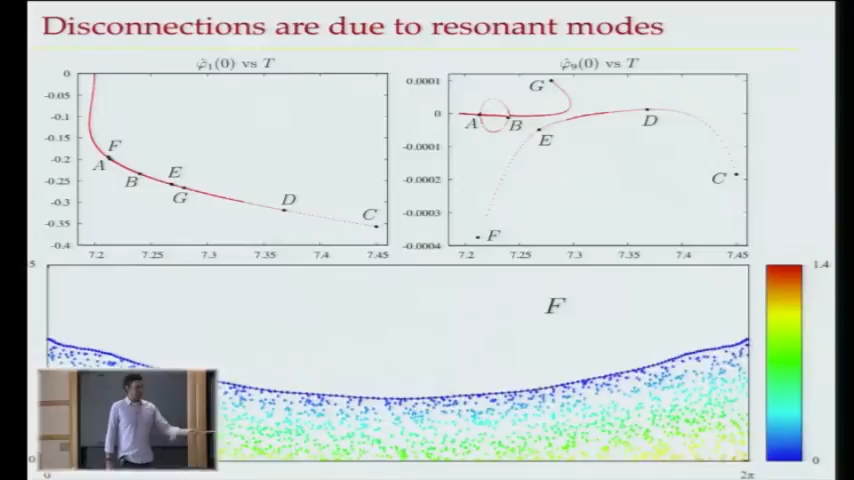 Disconnections are due to resonant modes
φ̃₁(0) vs T
φ̃₉(0) vs T
0
-0.05
-0.1
-0.15
-0.2
-0.25
-0.3
-0.35
-0.4
F
A
B
E
G
D
C
7.2 7.25 7.3 7.35 7.4 7.45
0.0001
0
-0.0001
-0.0002
-0.0003
-0.0004
G
A
B
E
D
C
F
7.2 7.25 7.3 7.35 7.4 7.45
5
F
1.4
0
0
0
2π